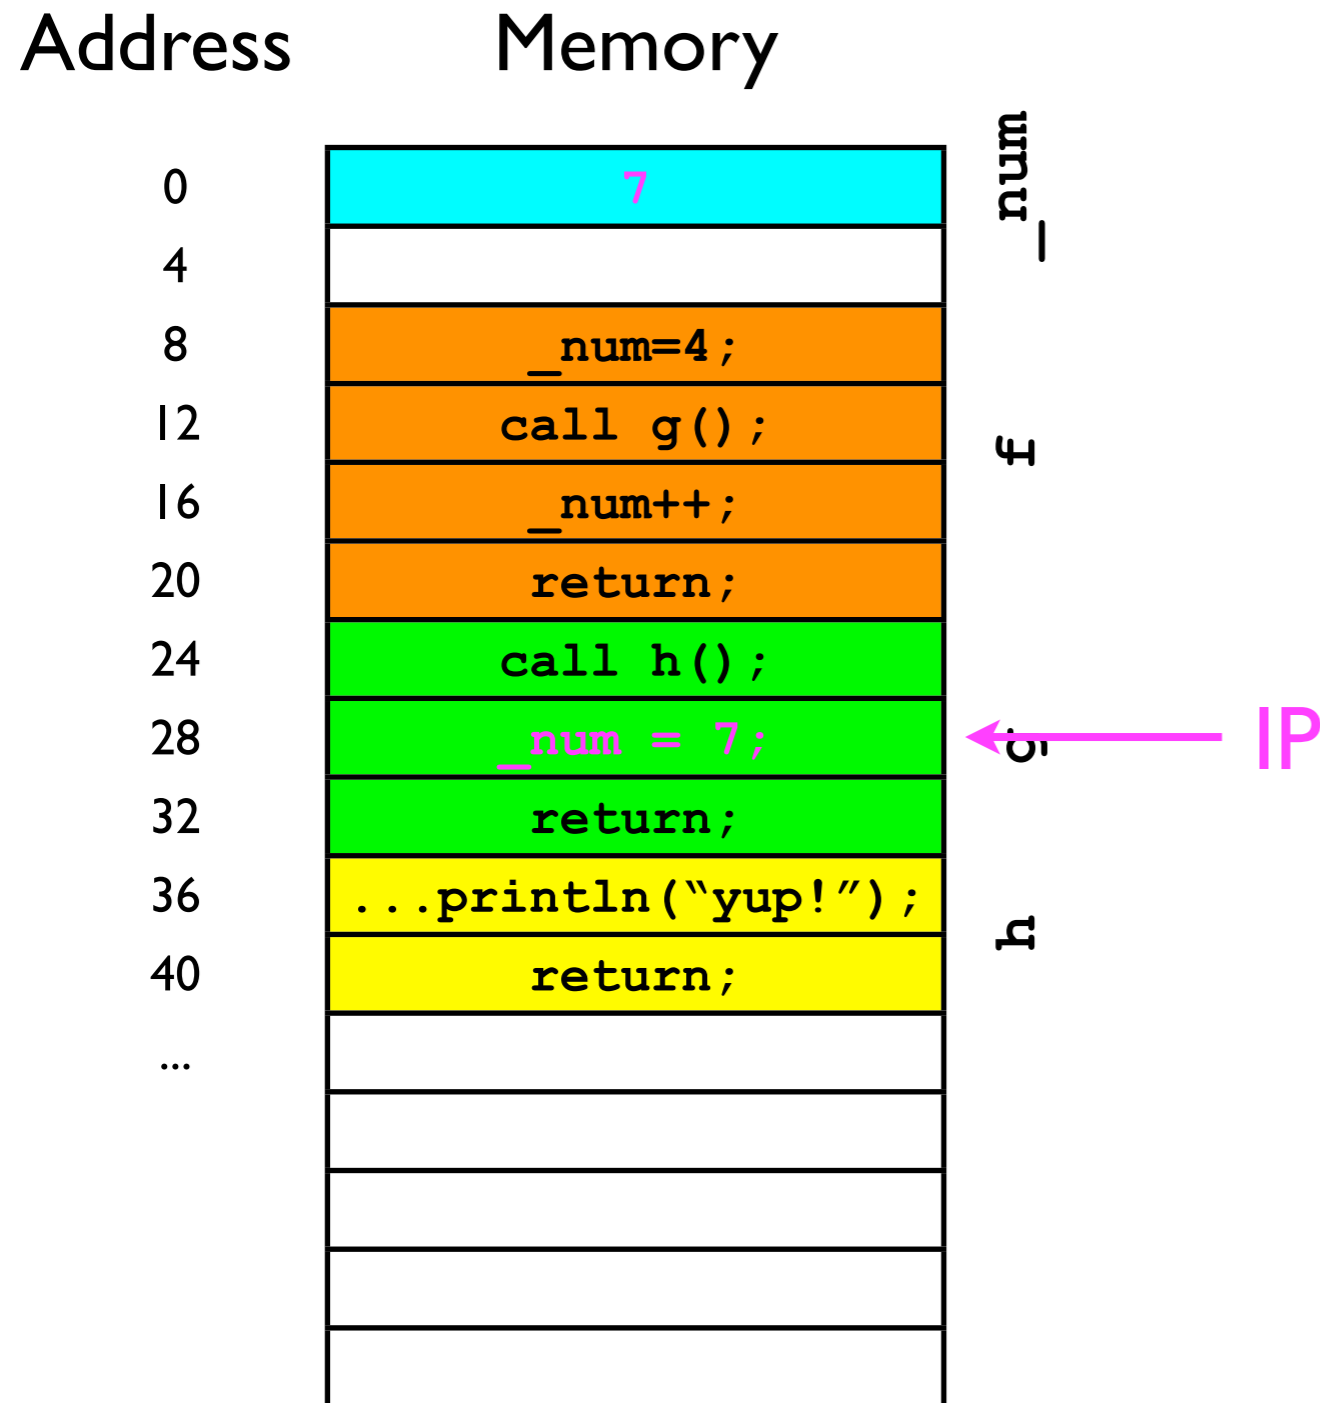 Address Memory
_num
0 7
4
8 _num=4;
12 call g();
f
16 _num++;
20 return;
24 call h();
28 _num = 7; g IP
32 return;
36 ...println(“yup!”);
h
40 return;
...